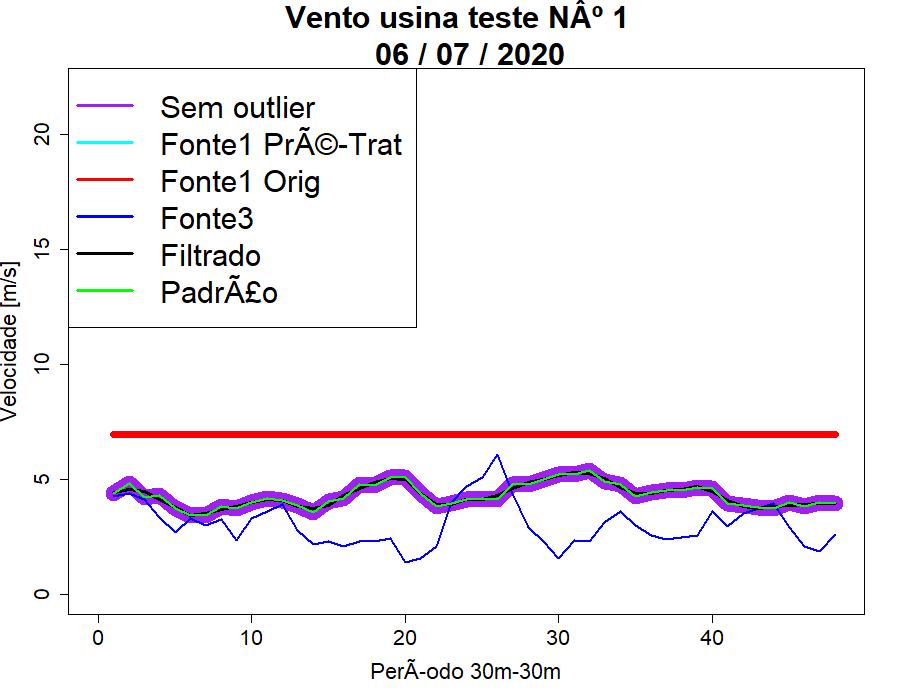 Vento usina teste NÂº 1
06 / 07 / 2020
Sem outlier
Fonte1 PrÃ©-Trat
Fonte1 Orig
Fonte3
Filtrado
PadrÃ£o
Velocidade [m/s]
20
15
10
5
0
0 10 20 30 40
PerÃ-odo 30m-30m